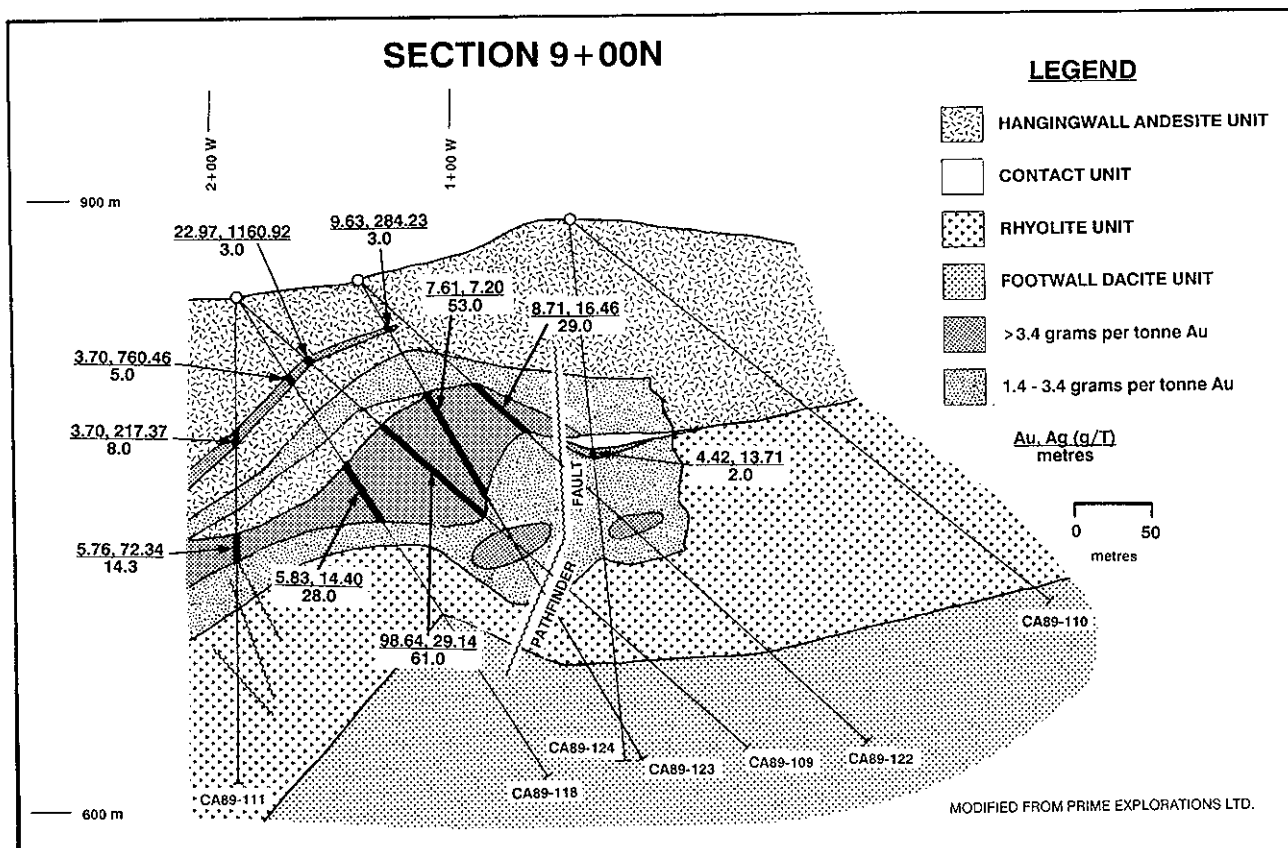 SECTION 9+00N
2+00 W
1+00 W
900 m
22.97, 1160.92
3.0
9.63, 284.23
3.0
7.61, 7.20
53.0
8.71, 16.46
29.0
3.70, 760.46
5.0
3.70, 217.37
8.0
4.42, 13.71
2.0
5.76, 72.34
14.3
5.83, 14.40
28.0
98.64, 29.14
61.0
PATHFINDER FAULT
CA89-110
CA89-111
CA89-118
CA89-124
CA89-123
CA89-109
CA89-122
600 m
LEGEND
HANGINGWALL ANDESITE UNIT
CONTACT UNIT
RHYOLITE UNIT
FOOTWALL DACITE UNIT
>3.4 grams per tonne Au
1.4 - 3.4 grams per tonne Au
Au, Ag (g/T)
metres
0 50
metres
MODIFIED FROM PRIME EXPLORATIONS LTD.